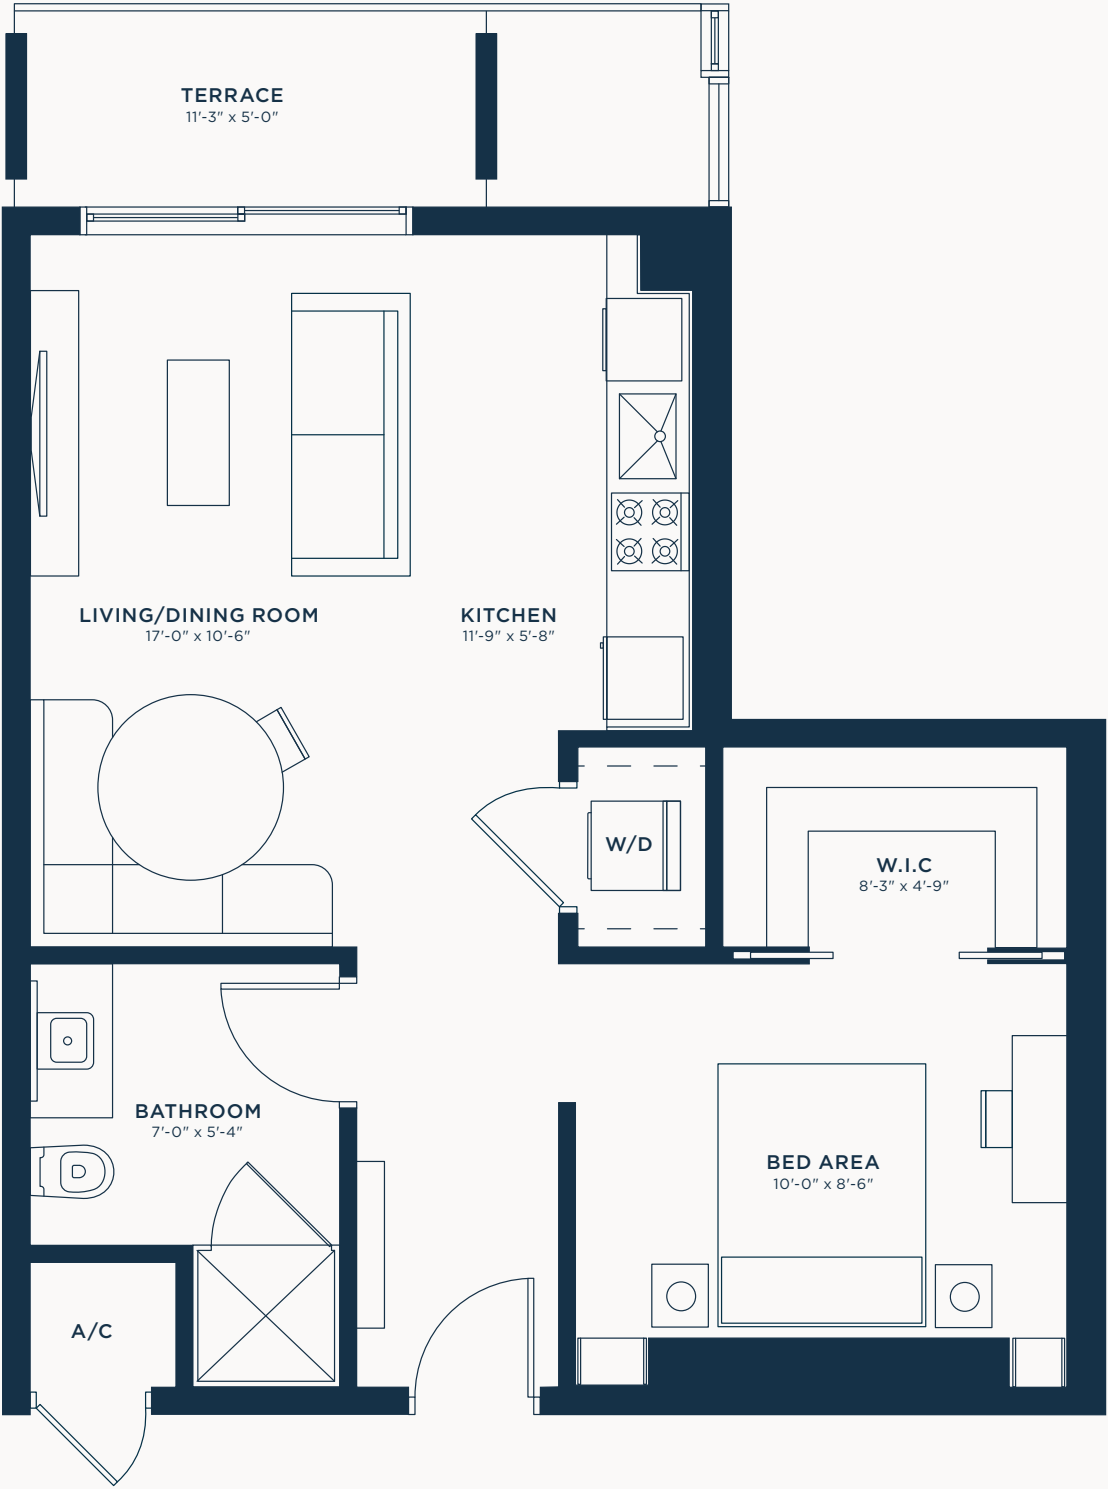 TERRACE
11'-3" x 5'-0"
LIVING/DINING ROOM
17'-0" x 10'-6"
KITCHEN
11'-9" x 5'-8"
W/D
W.I.C
8'-3" x 4'-9"
BATHROOM
7'-0" x 5'-4"
BED AREA
10'-0" x 8'-6"
A/C